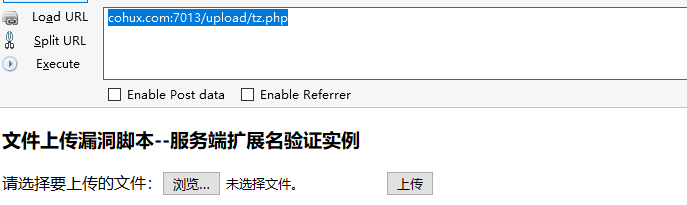 Load URL
cohux.com:7013/upload/tz.php
Split URL
Execute
Enable Post data Enable Referrer
文件上传漏洞脚本--服务端扩展名验证实例
请选择要上传的文件： 浏览... 未选择文件。 上传